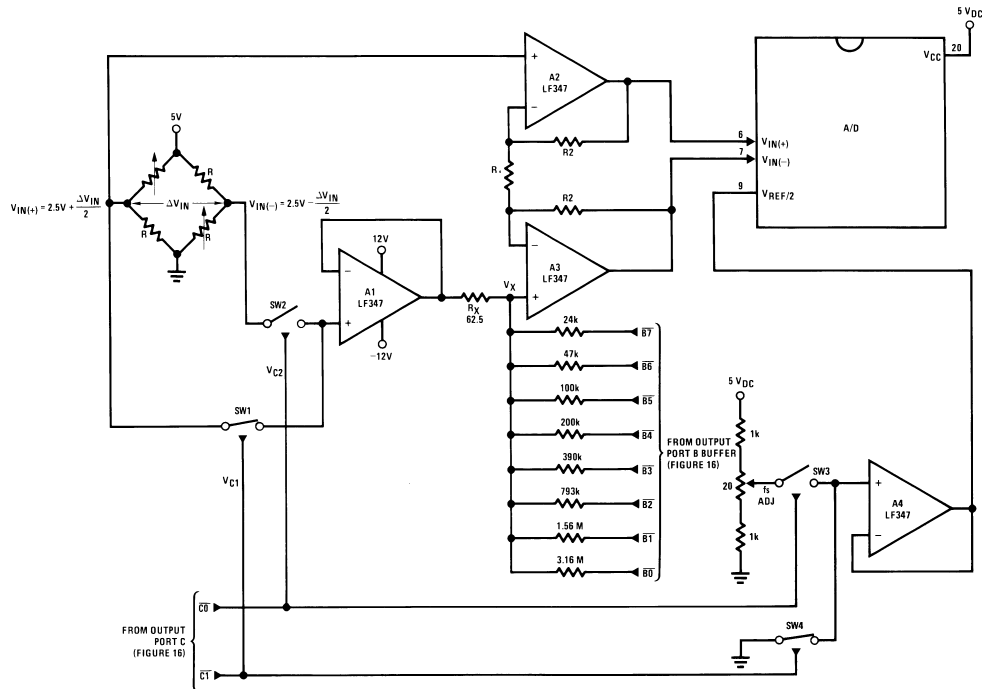 5 VDC
20
VCC
A/D
6
VIN(+)
7
VIN(−)
9
VREF/2
+
A2
LF347
−
R2
R
R2
5V
R
ΔVIN
R
R
VIN(+) = 2.5V + ΔVIN/2
VIN(−) = 2.5V − ΔVIN/2
12V
−
A1
LF347
+
−12V
SW2
VC2
SW1
VC1
RX
62.5
VX
−
A3
LF347
+
24k
B7
47k
B6
100k
B5
200k
B4
390k
B3
793k
B2
1.56 M
B1
3.16 M
B0
FROM OUTPUT
PORT B BUFFER
(FIGURE 16)
5 VDC
1k
20
fs
ADJ
1k
SW3
+
A4
LF347
−
SW4
FROM OUTPUT
PORT C
(FIGURE 16)
C0
C1